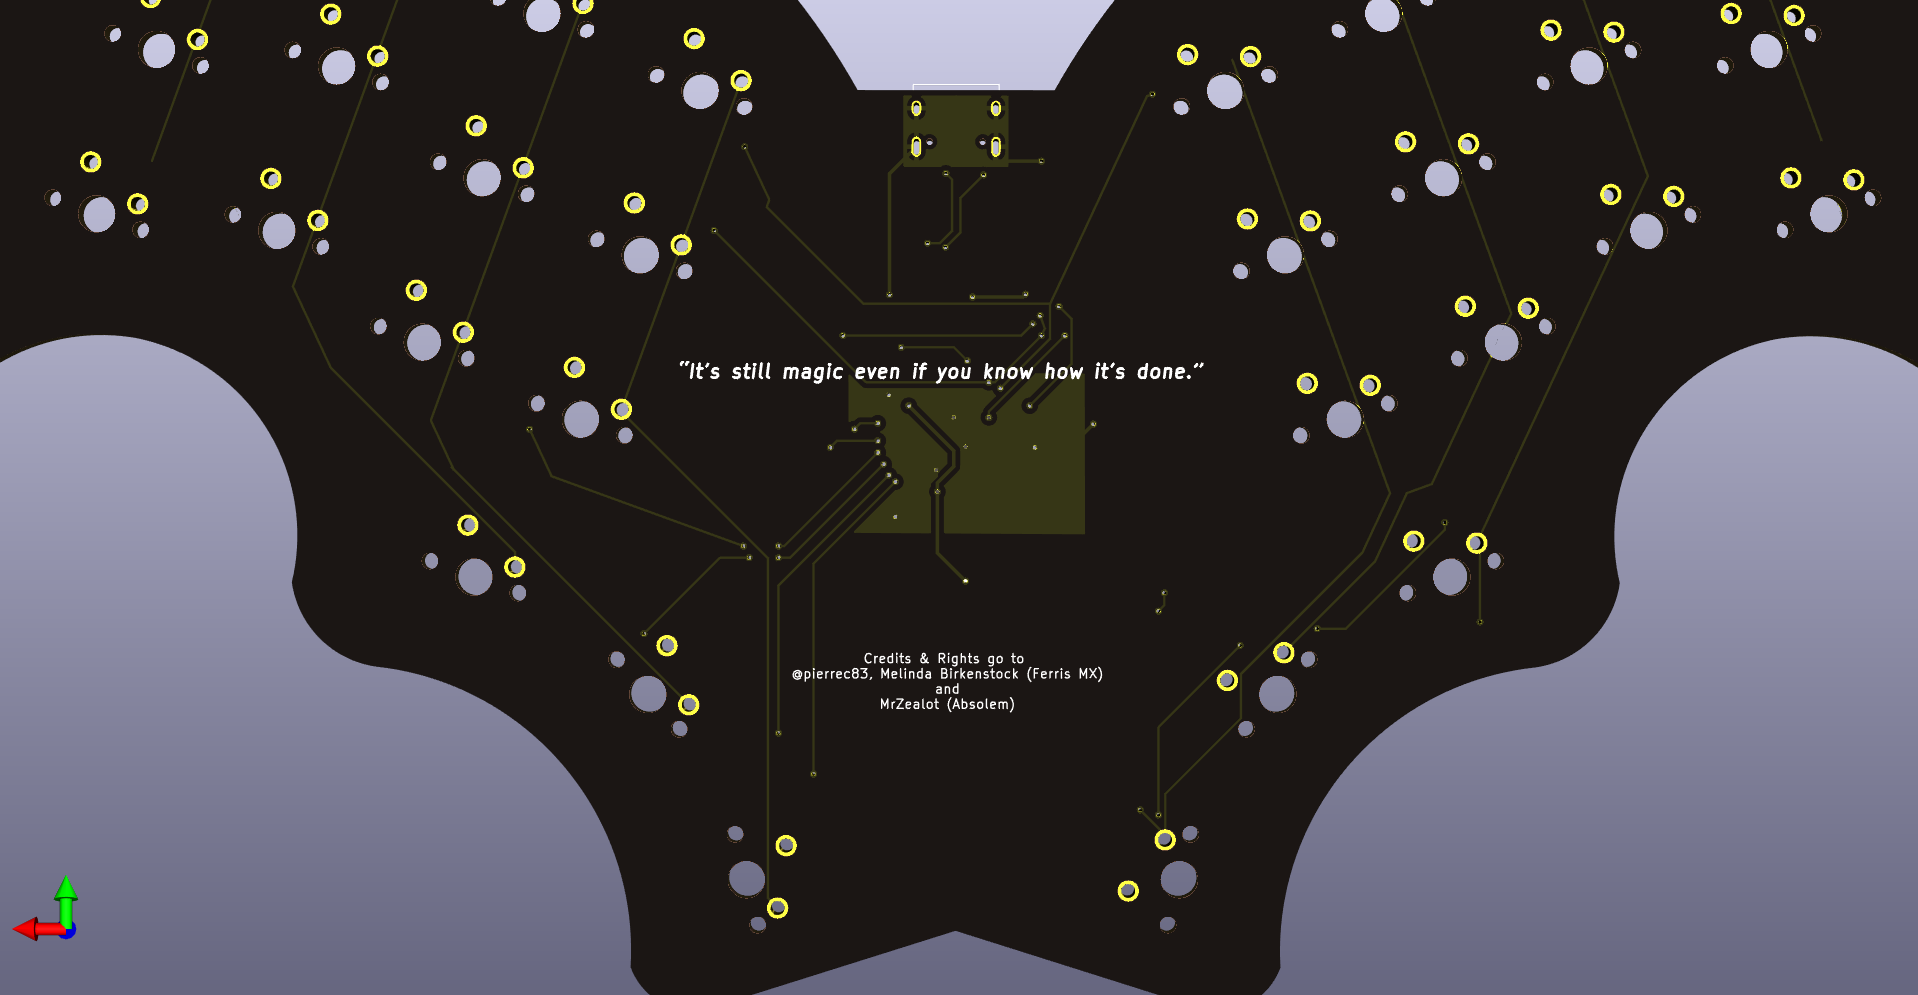 “It's still magic even if you know how it's done.”
Credits & Rights go to
@pierrec83, Melinda Birkenstock (Ferris MX)
and
MrZealot (Absolem)